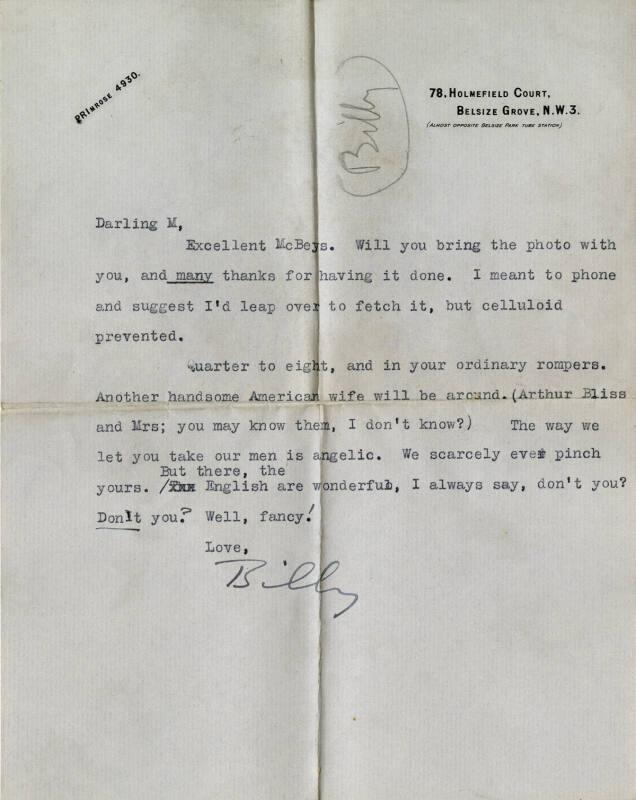 PRImrose 4930.
Billy
78, Holmefield Court,
Belsize Grove, N.W.3.
(Almost opposite Belsize Park tube station)
Darling M,
Excellent McBeys. Will you bring the photo with
you, and many thanks for having it done. I meant to phone
and suggest I'd leap over to fetch it, but celluloid
prevented.
Quarter to eight, and in your ordinary rompers.
Another handsome American wife will be around.(Arthur Bliss
and Mrs; you may know them, I don't know?) The way we
let you take our men is angelic. We scarcely ever pinch
But there, the
yours. / English are wonderful, I always say, don't you?
Don't you? Well, fancy!
Love,
Billy